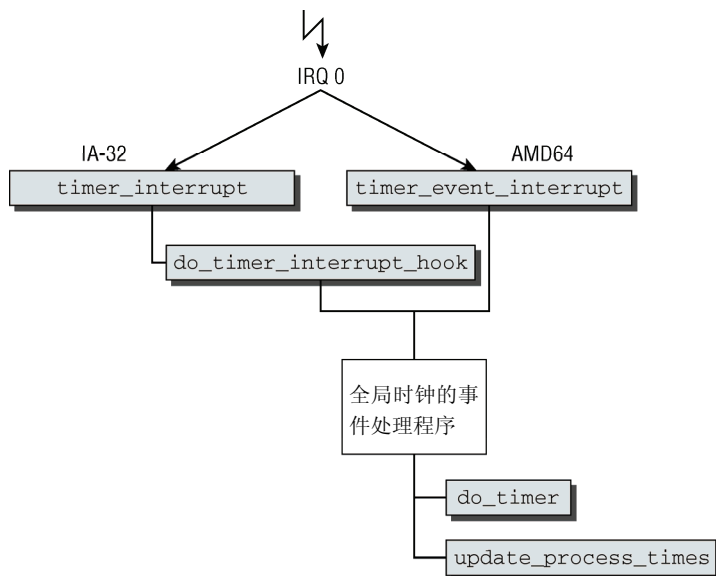 IRQ 0
IA-32
AMD64
timer_interrupt
timer_event_interrupt
do_timer_interrupt_hook
全局时钟的事
件处理程序
do_timer
update_process_times